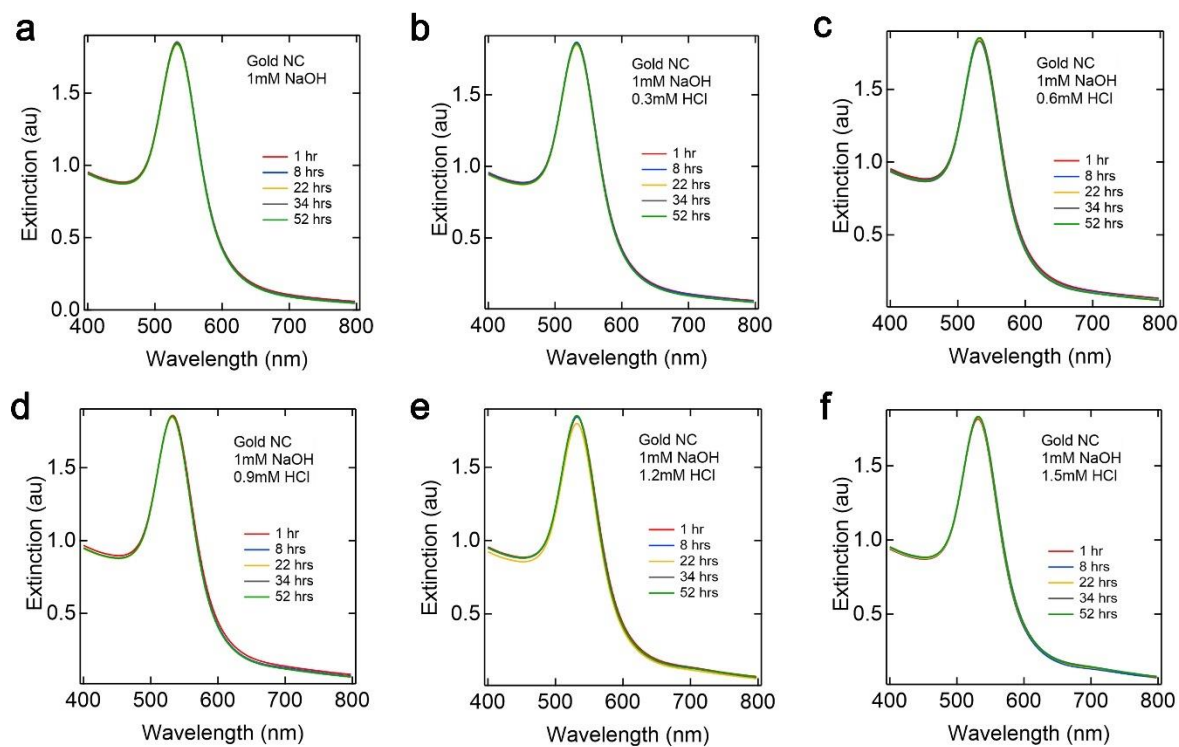 a
Gold NC
1mM NaOH
1 hr
8 hrs
22 hrs
34 hrs
52 hrs
Extinction (au)
1.5
1.0
0.5
0.0
400 500 600 700 800
Wavelength (nm)
b
Gold NC
1mM NaOH
0.3mM HCl
1 hr
8 hrs
22 hrs
34 hrs
52 hrs
Extinction (au)
1.5
1.0
0.5
400 500 600 700 800
Wavelength (nm)
c
Gold NC
1mM NaOH
0.6mM HCl
1 hr
8 hrs
22 hrs
34 hrs
52 hrs
Extinction (au)
1.5
1.0
0.5
400 500 600 700 800
Wavelength (nm)
d
Gold NC
1mM NaOH
0.9mM HCl
1 hr
8 hrs
22 hrs
34 hrs
52 hrs
Extinction (au)
1.5
1.0
0.5
400 500 600 700 800
Wavelength (nm)
e
Gold NC
1mM NaOH
1.2mM HCl
1 hr
8 hrs
22 hrs
34 hrs
52 hrs
Extinction (au)
1.5
1.0
0.5
400 500 600 700 800
Wavelength (nm)
f
Gold NC
1mM NaOH
1.5mM HCl
1 hr
8 hrs
22 hrs
34 hrs
52 hrs
Extinction (au)
1.5
1.0
0.5
400 500 600 700 800
Wavelength (nm)